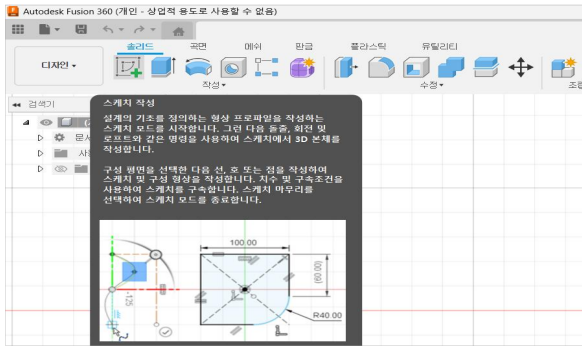 Autodesk Fusion 360 (개인 - 상업적 용도로 사용할 수 없음)
솔리드 곡면 메쉬 판금 플라스틱 유틸리티
디자인
작성 수정 조립
검색기
스케치 작성
설계의 기초를 정의하는 형상 프로파일을 작성하는
스케치 모드를 시작합니다. 그런 다음 돌출, 회전 및
로프트와 같은 명령을 사용하여 스케치에서 3D 본체를
작성합니다.
구성 평면을 선택한 다음 선, 호 또는 점을 작성하여
스케치 및 구성 형상을 작성합니다. 치수 및 구속조건을
사용하여 스케치를 구속합니다. 스케치 마무리를
선택하여 스케치 모드를 종료합니다.
100.00
(60.00)
R40.00